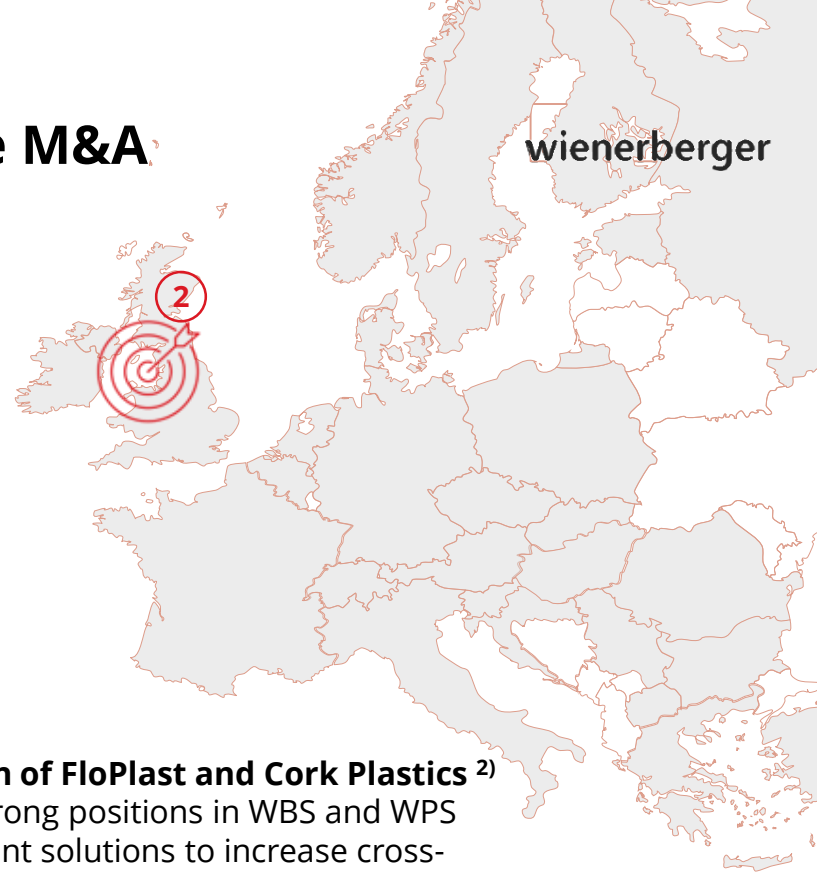 e M&A
wienerberger
2
n of FloPlast and Cork Plastics 2)
rong positions in WBS and WPS
nt solutions to increase cross-